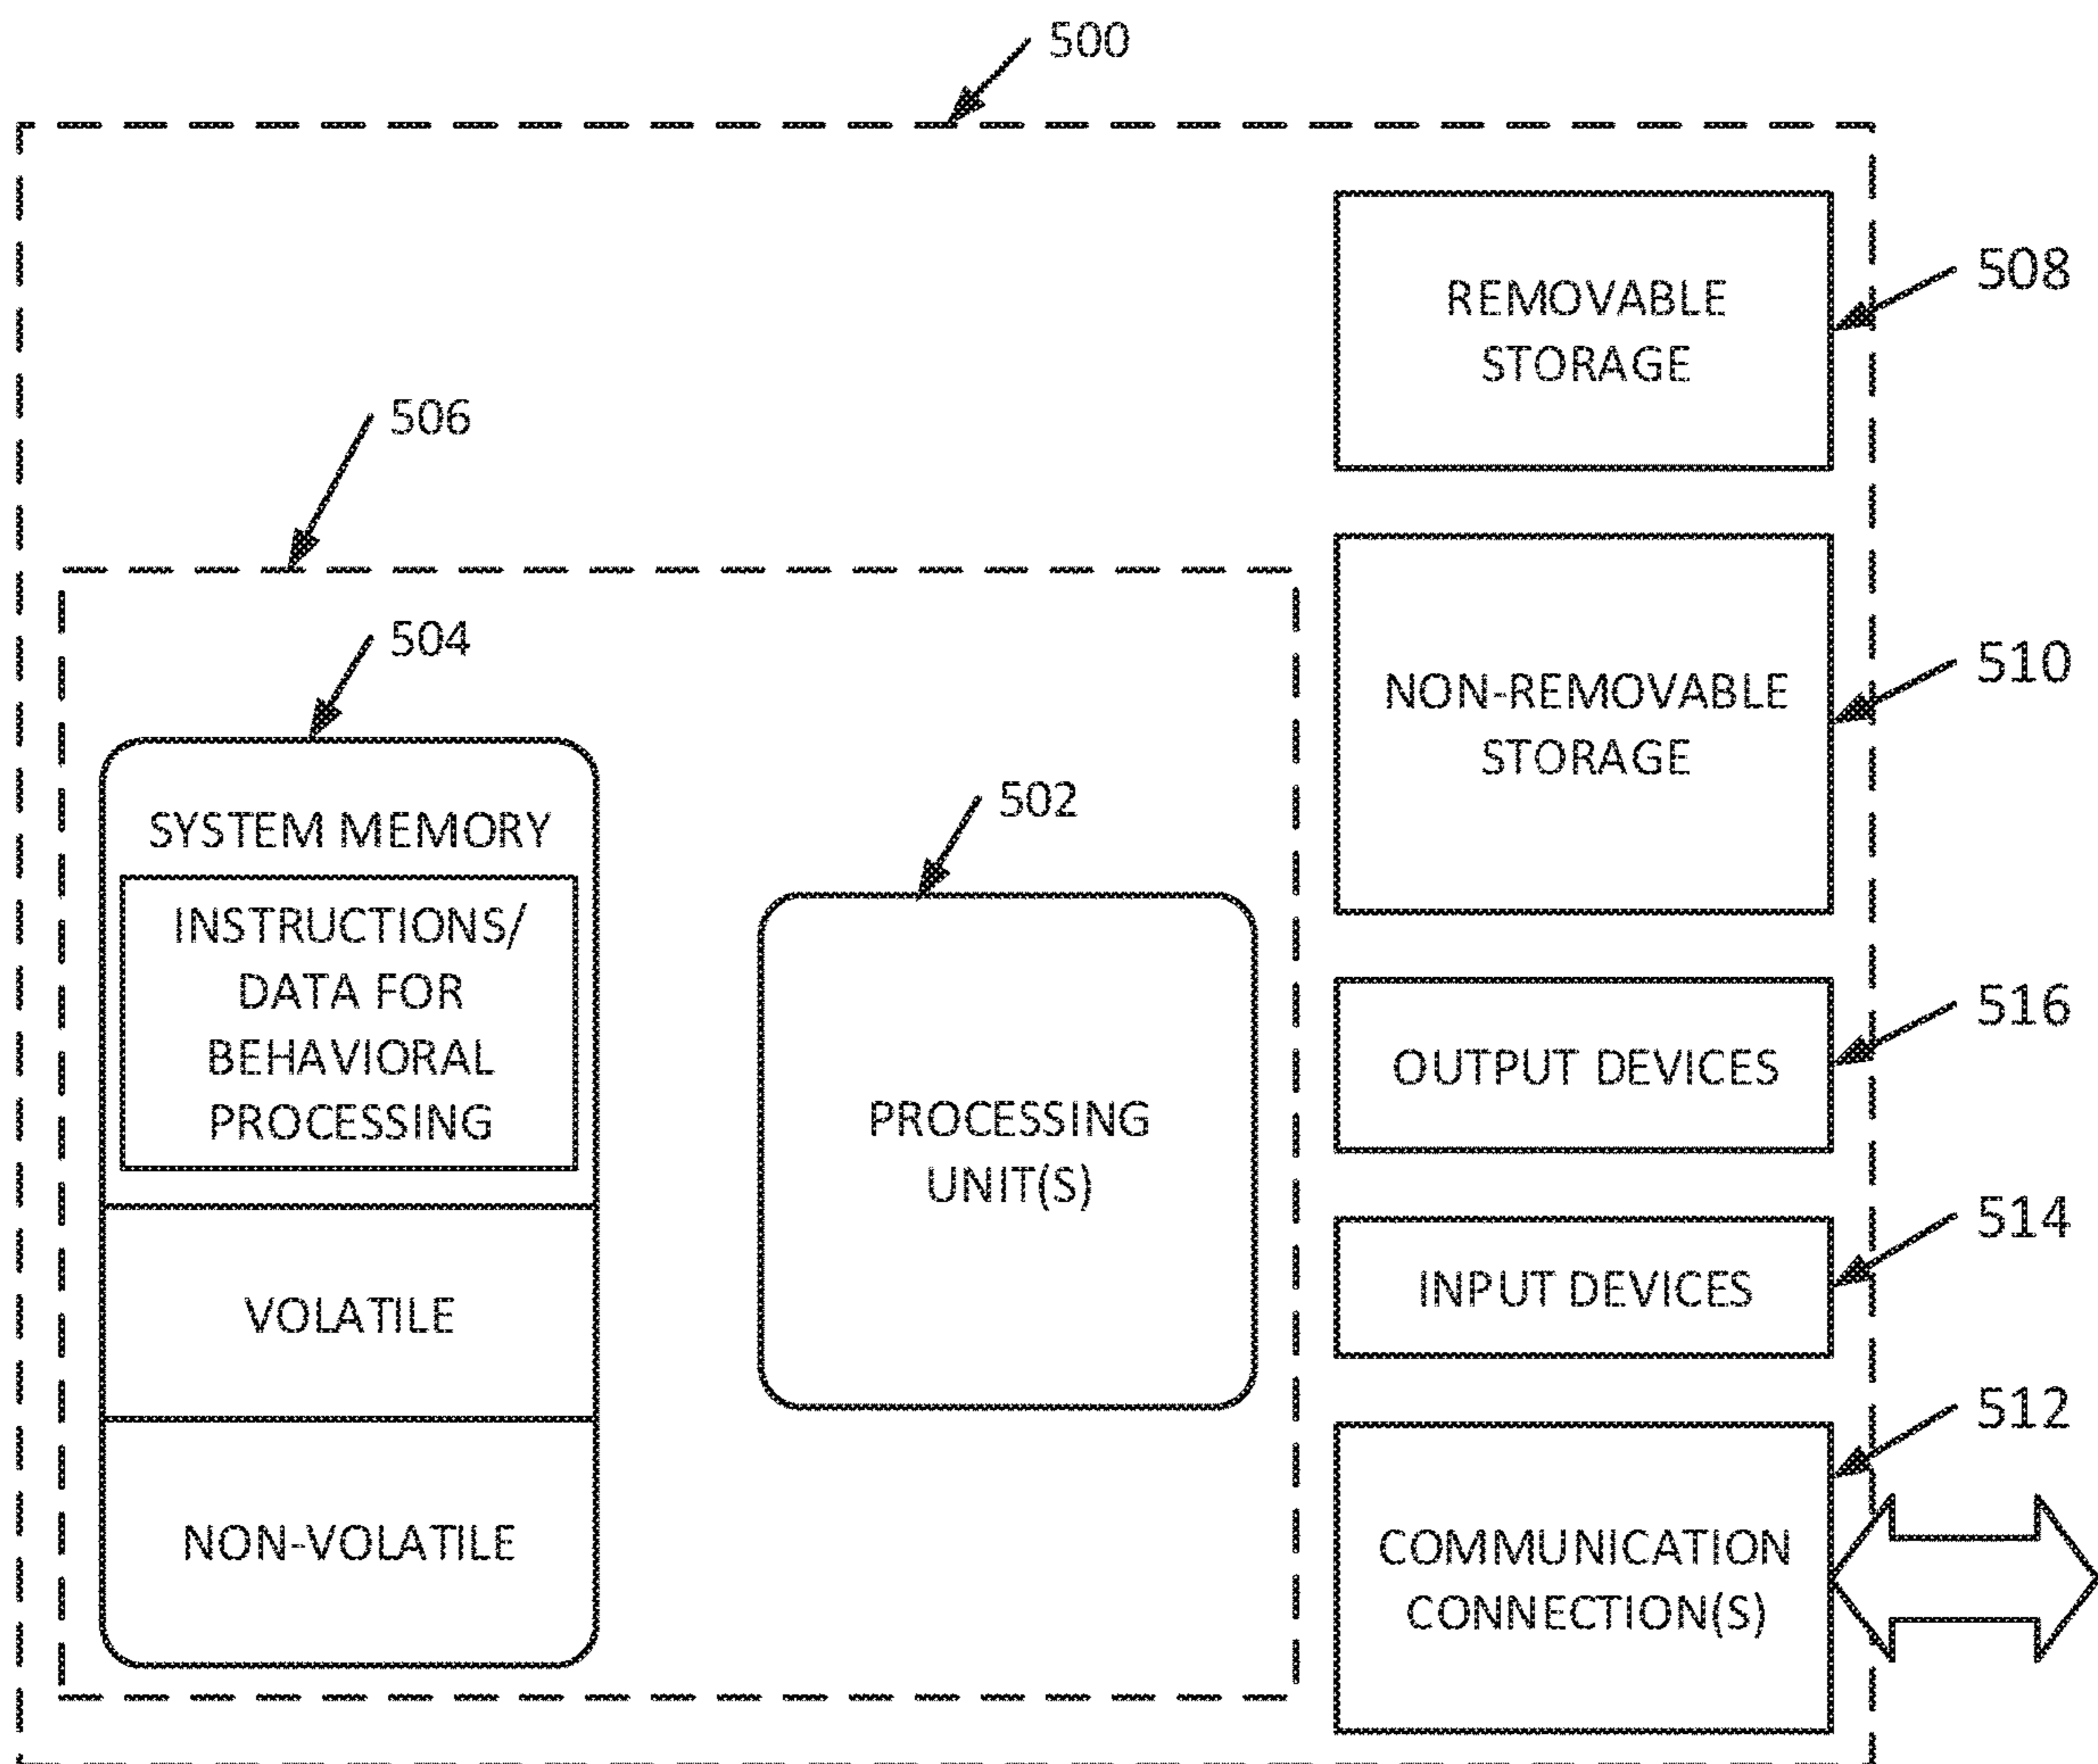 500
REMOVABLE
STORAGE
508
506
NON-REMOVABLE
STORAGE
510
504
SYSTEM MEMORY
INSTRUCTIONS/
DATA FOR
BEHAVIORAL
PROCESSING
VOLATILE
NON-VOLATILE
502
PROCESSING
UNIT(S)
OUTPUT DEVICES
516
INPUT DEVICES
514
COMMUNICATION
CONNECTION(S)
512